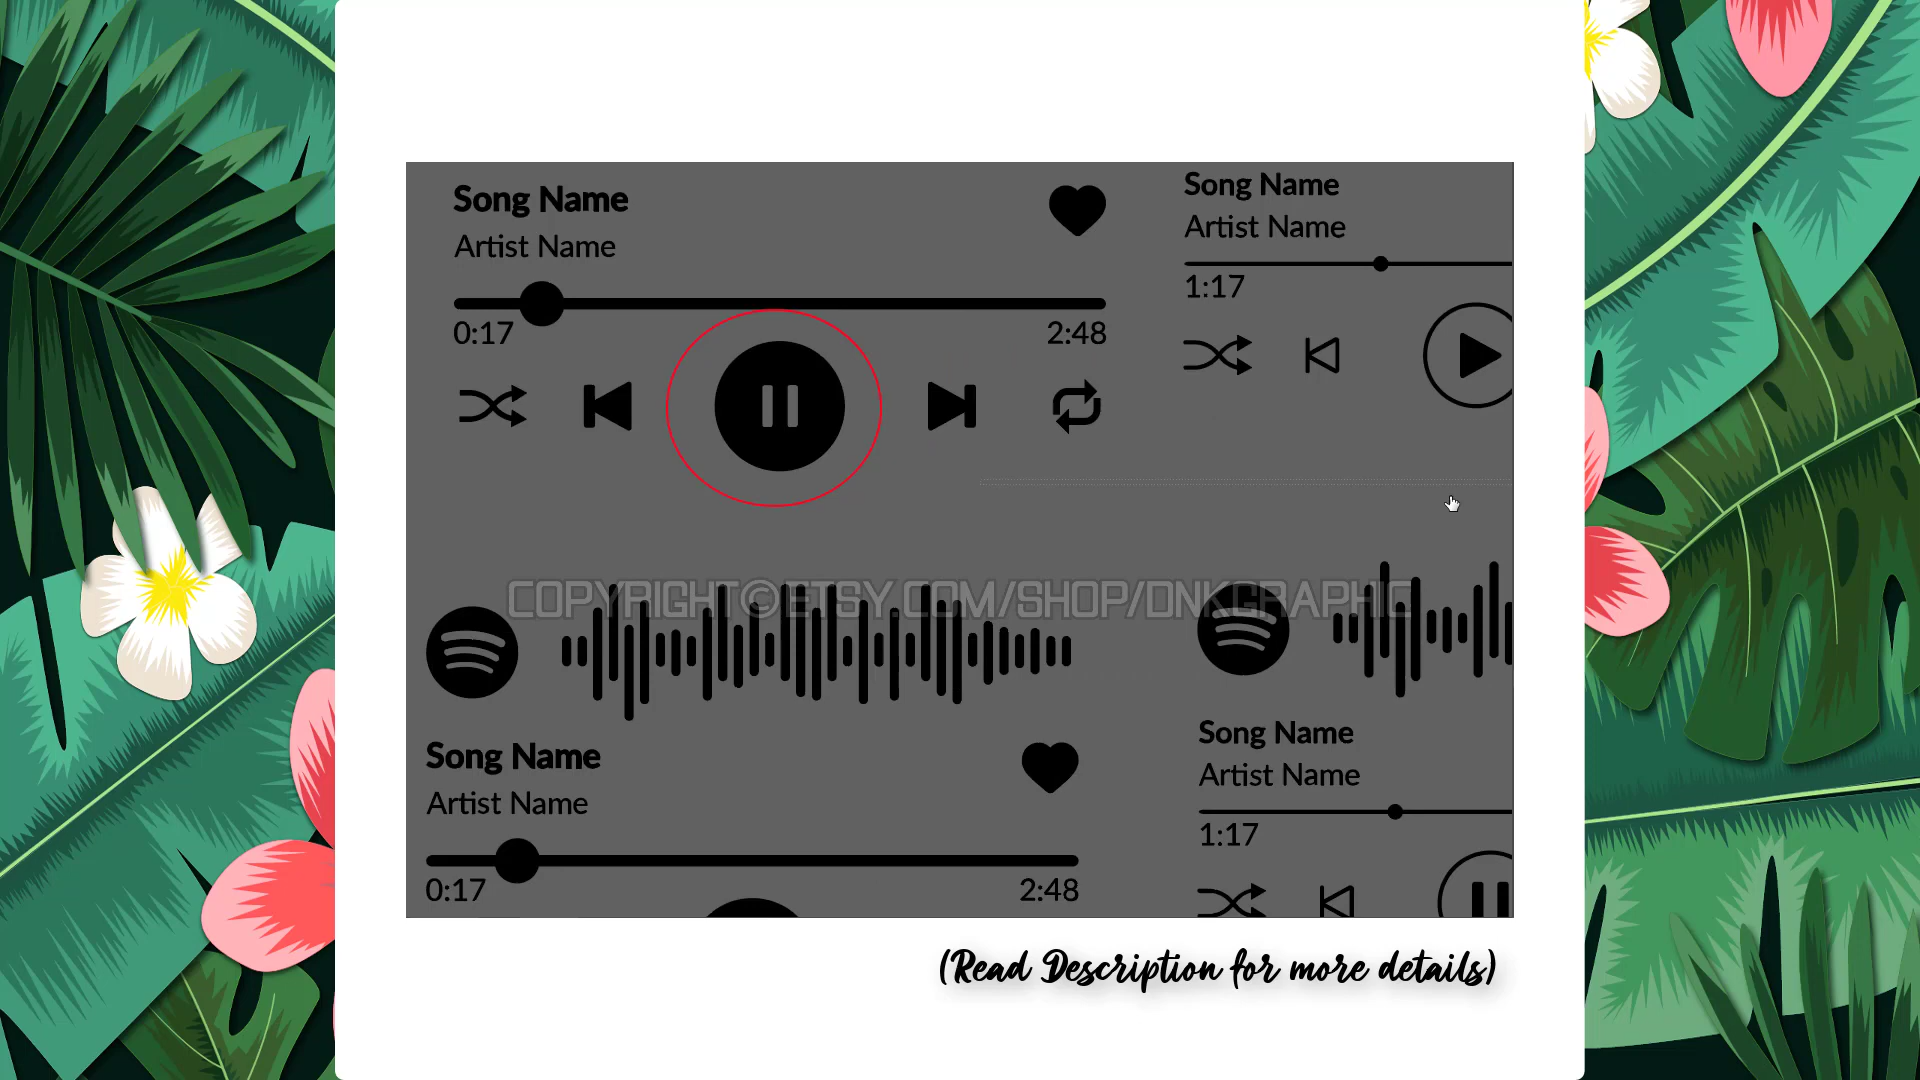 Song Name
Artist Name
0:17
2:48
Song Name
Artist Name
1:17
COPYRIGHT©ETSY.COM/SHOP/DNKGRAPHIC
Song Name
Artist Name
0:17
2:48
Song Name
Artist Name
1:17
(Read Description for more details)